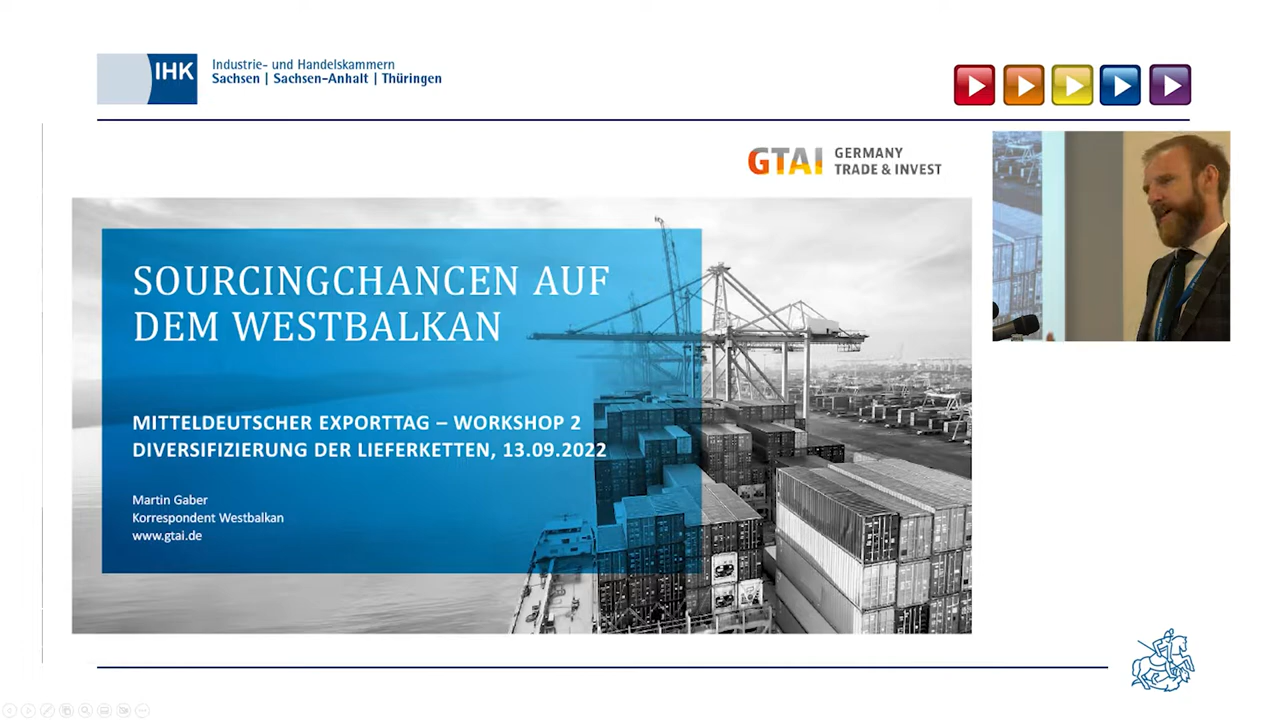 IHK
Industrie- und Handelskammern
Sachsen | Sachsen-Anhalt | Thüringen
GTAI
GERMANY
TRADE & INVEST
SOURCINGCHANCEN AUF
DEM WESTBALKAN
MITTELDEUTSCHER EXPORTTAG – WORKSHOP 2
DIVERSIFIZIERUNG DER LIEFERKETTEN, 13.09.2022
Martin Gaber
Korrespondent Westbalkan
www.gtai.de